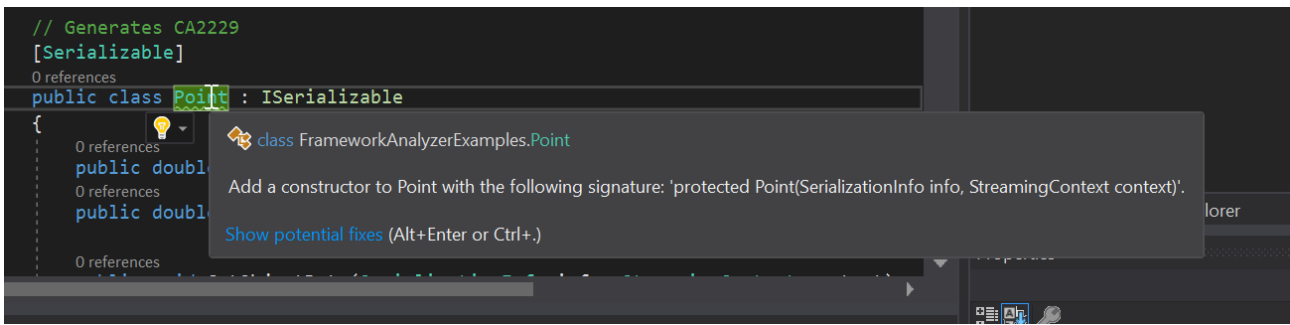 // Generates CA2229
[Serializable]
0 references
public class Point : ISerializable
{
0 references
public doubl
0 references
public doubl
0 references
class FrameworkAnalyzerExamples.Point
Add a constructor to Point with the following signature: 'protected Point(SerializationInfo info, StreamingContext context)'.
Show potential fixes (Alt+Enter or Ctrl+.)
lorer